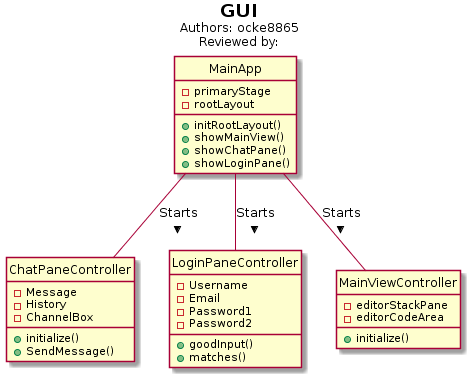 GUI
Authors: ocke8865
Reviewed by:
MainApp
primaryStage
rootLayout
initRootLayout()
showMainView()
showChatPane()
showLoginPane()
Starts
Starts
Starts
ChatPaneController
Message
History
ChannelBox
initialize()
SendMessage()
LoginPaneController
Username
Email
Password1
Password2
goodInput()
matches()
MainViewController
editorStackPane
editorCodeArea
initialize()